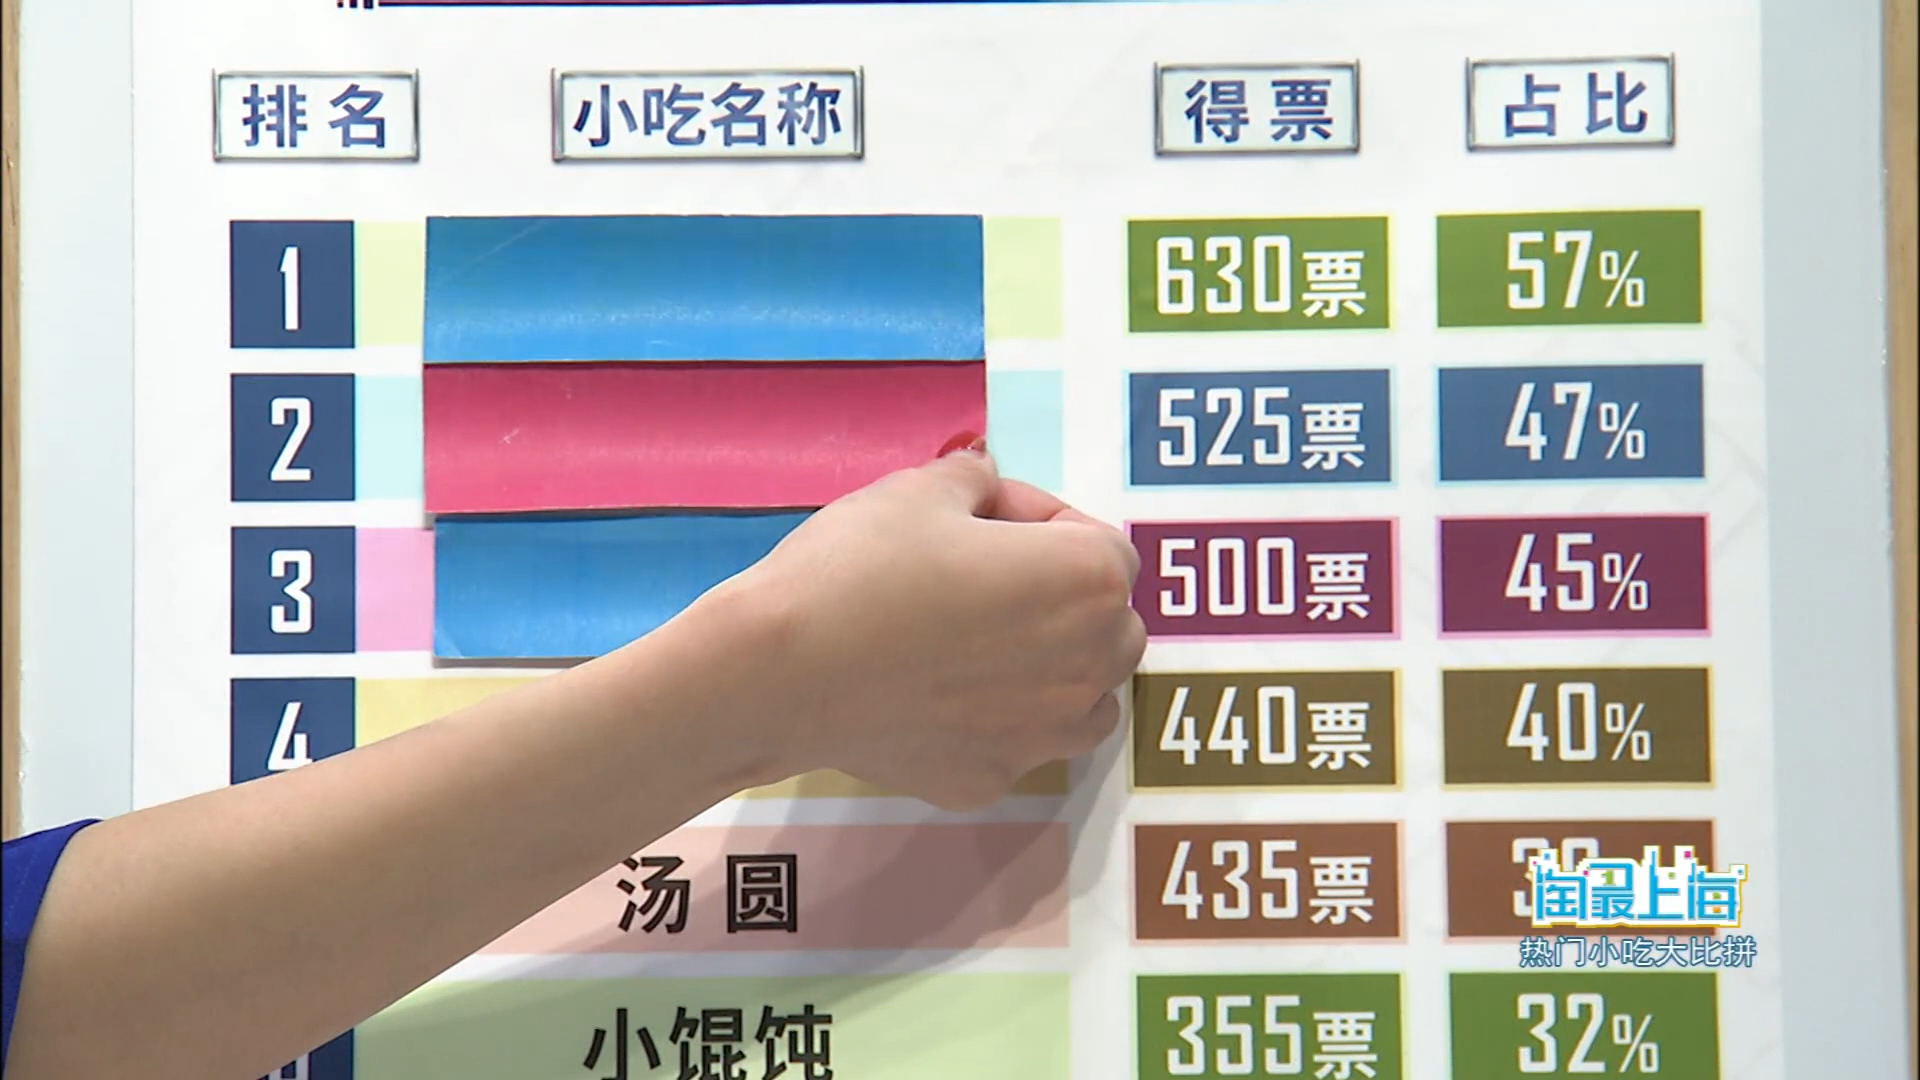 排名 小吃名称 得票 占比
1 630票 57%
2 525票 47%
3 500票 45%
4 440票 40%
汤圆 435票
淘最上海
热门小吃大比拼
小馄饨 355票 32%